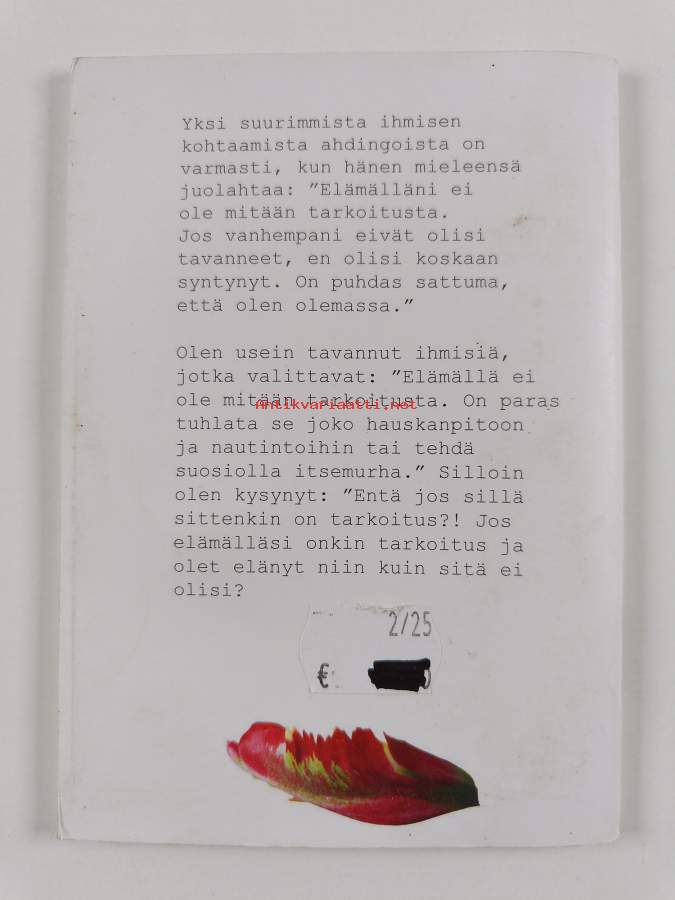 Yksi suurimmista ihmisen
kohtaamista ahdingoista on
varmasti, kun hänen mieleensä
juolahtaa: ”Elämälläni ei
ole mitään tarkoitusta.
Jos vanhempani eivät olisi
tavanneet, en olisi koskaan
syntynyt. On puhdas sattuma,
että olen olemassa.”
Olen usein tavannut ihmisiä,
jotka valittavat: ”Elämällä ei
ole mitään tarkoitusta. On paras
Antikvariaatti.net
tuhlata se joko hauskanpitoon
ja nautintoihin tai tehdä
suosiolla itsemurha.” Silloin
olen kysynyt: ”Entä jos sillä
sittenkin on tarkoitus?! Jos
elämälläsi onkin tarkoitus ja
olet elänyt niin kuin sitä ei
olisi?
2/25
€